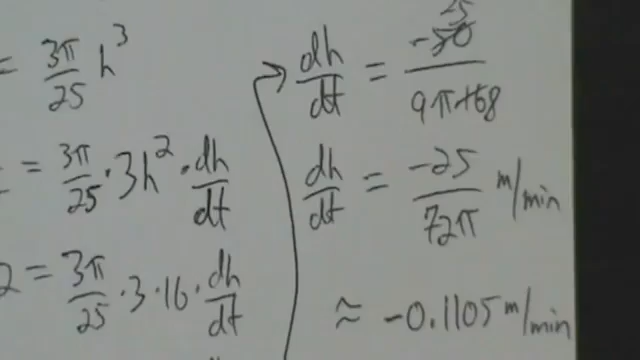 = 3π/25 h³
= 3π/25 · 3h² · dh/dt
2 = 3π/25 · 3 · 16 · dh/dt
dh/dt = -25/9π·8
dh/dt = -25/72π m/min
≈ -0.1105 m/min